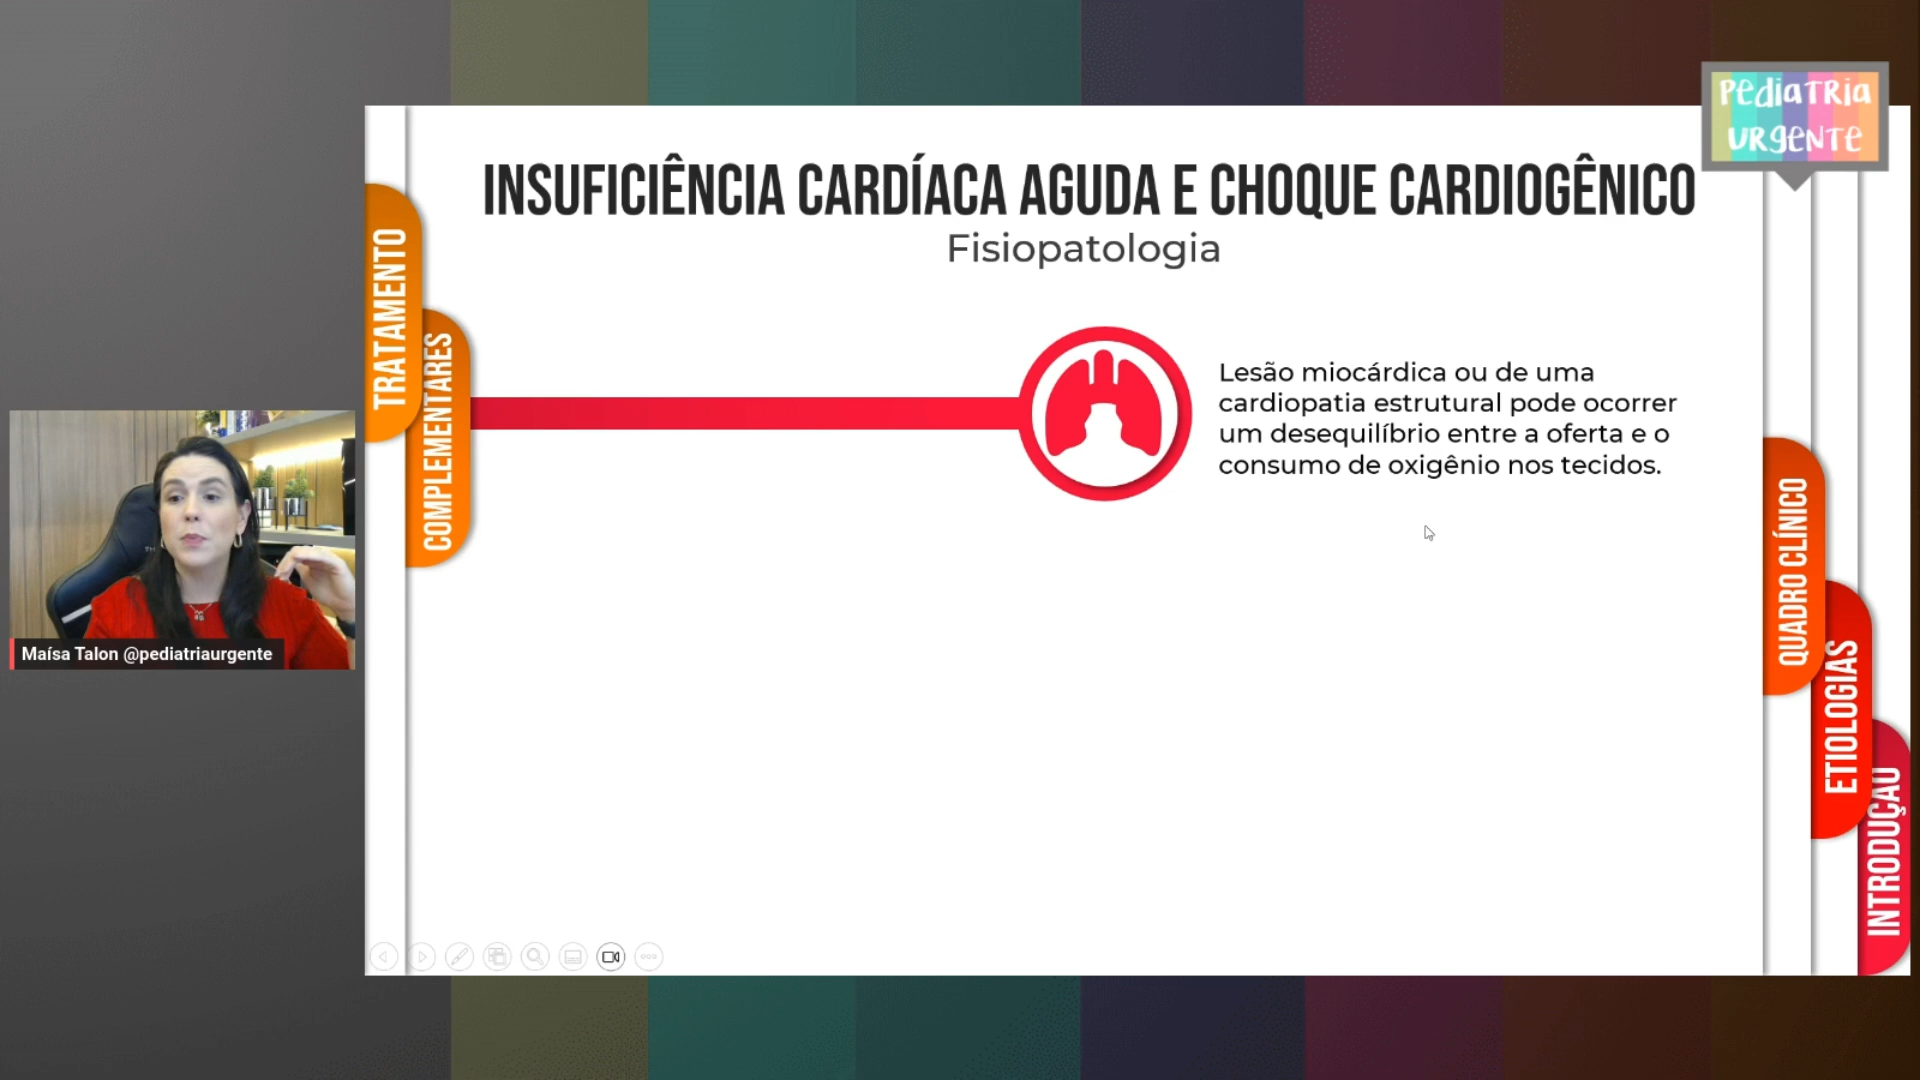 PEdiaTRia
URgENTE
INSUFICIÊNCIA CARDÍACA AGUDA E CHOQUE CARDIOGÊNICO
Fisiopatologia
TRATAMENTO
COMPLEMENTARES
Lesão miocárdica ou de uma
cardiopatia estrutural pode ocorrer
um desequilíbrio entre a oferta e o
consumo de oxigênio nos tecidos.
Maísa Talon @pediatriaurgente
QUADRO CLÍNICO
ETIOLOGIAS
INTRODUÇÃO